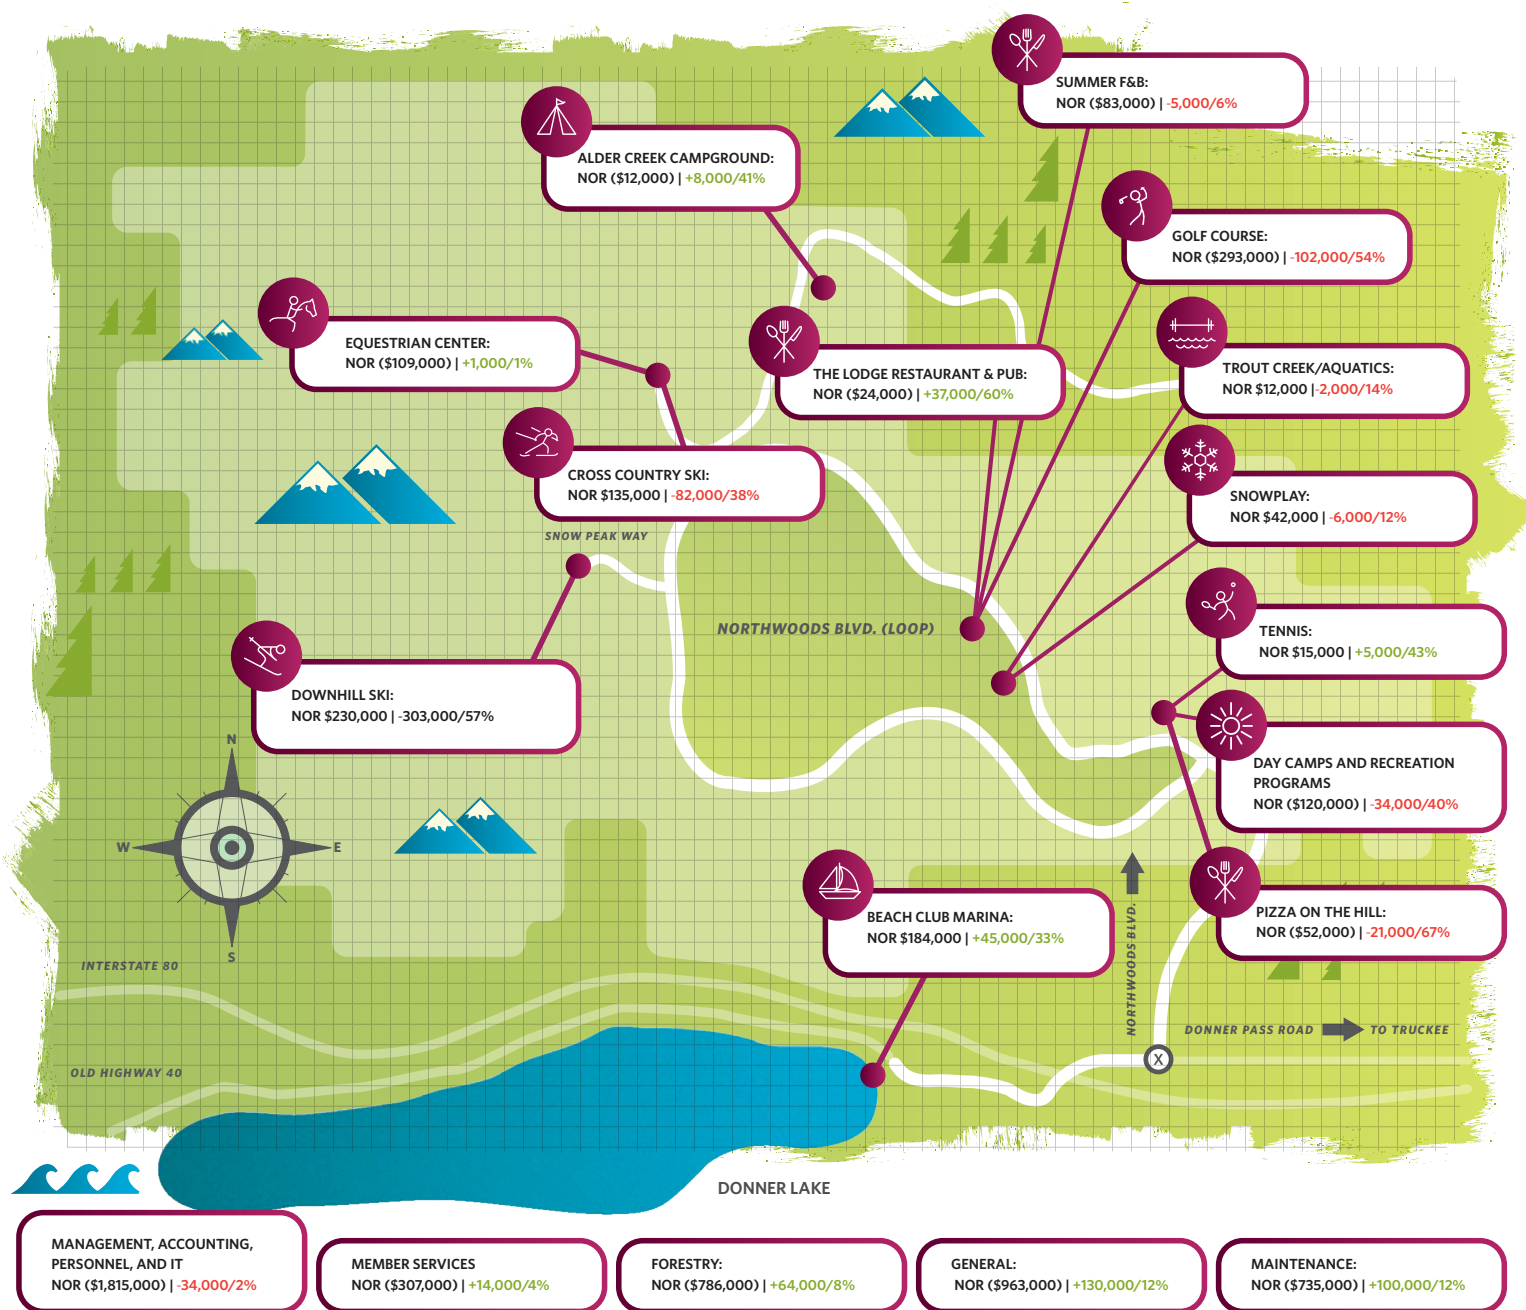 SUMMER F&B:
NOR ($83,000) | -5,000/6%
ALDER CREEK CAMPGROUND:
NOR ($12,000) | +8,000/41%
GOLF COURSE:
NOR ($293,000) | -102,000/54%
EQUESTRIAN CENTER:
NOR ($109,000) | +1,000/1%
THE LODGE RESTAURANT & PUB:
NOR ($24,000) | +37,000/60%
TROUT CREEK/AQUATICS:
NOR $12,000 |-2,000/14%
CROSS COUNTRY SKI:
NOR $135,000 | -82,000/38%
SNOWPLAY:
NOR $42,000 | -6,000/12%
SNOW PEAK WAY
NORTHWOODS BLVD. (LOOP)
TENNIS:
NOR $15,000 | +5,000/43%
DOWNHILL SKI:
NOR $230,000 | -303,000/57%
DAY CAMPS AND RECREATION
PROGRAMS
NOR ($120,000) | -34,000/40%
N
W
E
S
BEACH CLUB MARINA:
NOR $184,000 | +45,000/33%
PIZZA ON THE HILL:
NOR ($52,000) | -21,000/67%
NORTHWOODS BLVD.
INTERSTATE 80
DONNER PASS ROAD
TO TRUCKEE
X
OLD HIGHWAY 40
DONNER LAKE
MANAGEMENT, ACCOUNTING,
PERSONNEL, AND IT
NOR ($1,815,000) | -34,000/2%
MEMBER SERVICES
NOR ($307,000) | +14,000/4%
FORESTRY:
NOR ($786,000) | +64,000/8%
GENERAL:
NOR ($963,000) | +130,000/12%
MAINTENANCE:
NOR ($735,000) | +100,000/12%